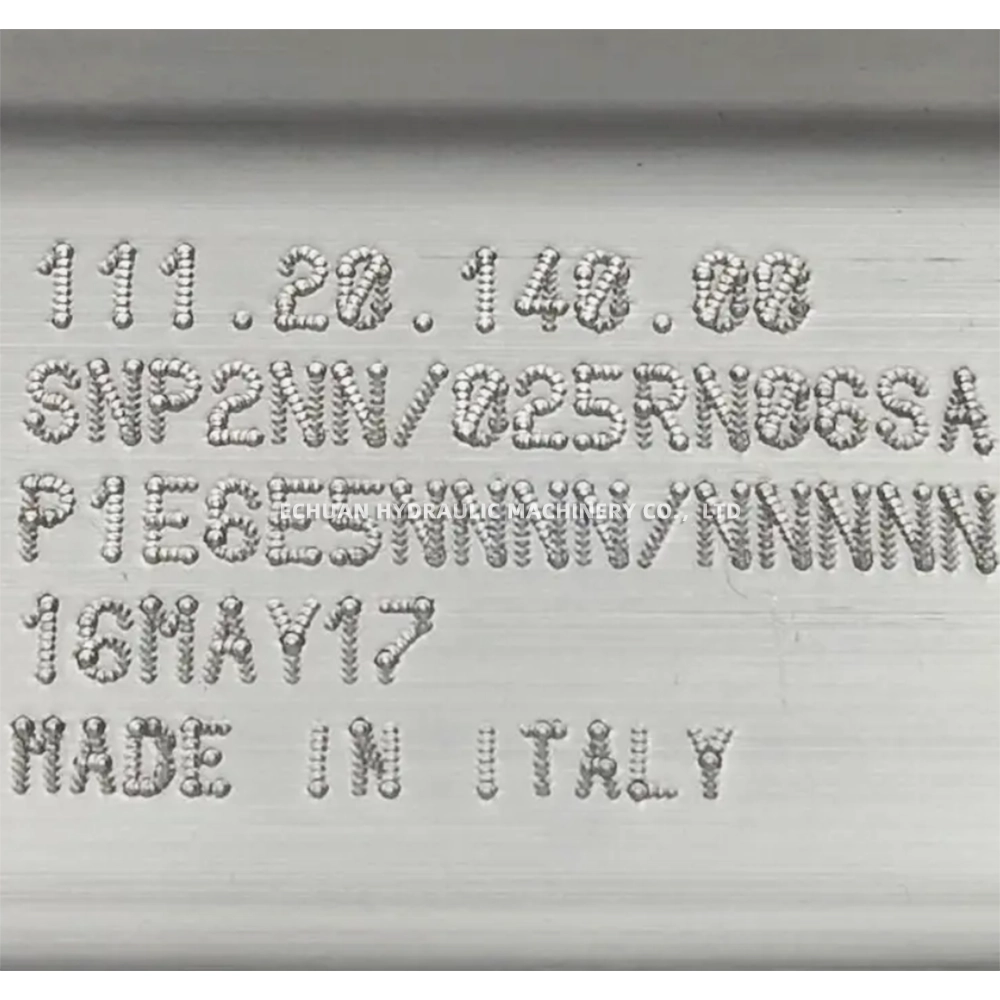 111.20.140.00
SNP2NN/025RN06SA
P1E6E5NNNN/NNNNN
ECHUAN HYDRAULIC MACHINERY CO., LTD
16MAY17
MADE IN ITALY